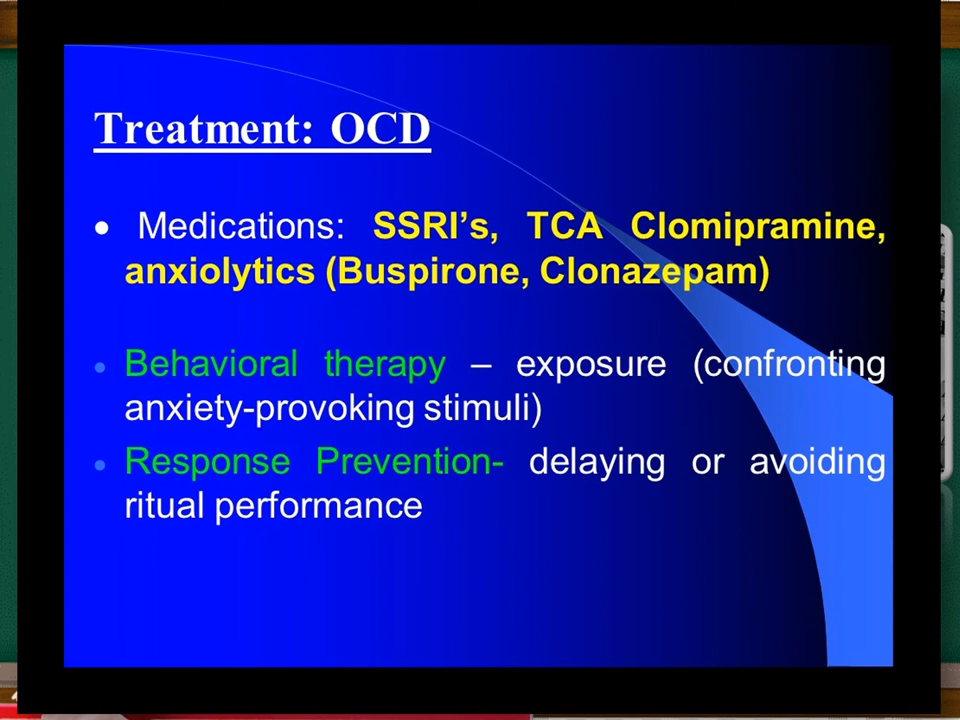 Treatment: OCD
• Medications: SSRI’s, TCA Clomipramine,
anxiolytics (Buspirone, Clonazepam)
• Behavioral therapy – exposure (confronting
anxiety-provoking stimuli)
• Response Prevention- delaying or avoiding
ritual performance